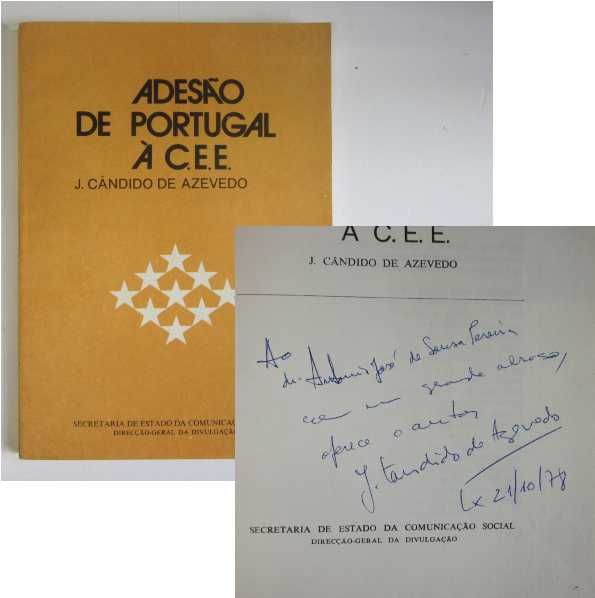 ADESÃO
DE PORTUGAL
À C.E.E.
J. CÂNDIDO DE AZEVEDO
SECRETARIA DE ESTADO DA COMUNICAÇÃ
DIRECÇÃO-GERAL DA DIVULGAÇÃO
À C.E.E.
J. CÂNDIDO DE AZEVEDO
Ao
dr. António José de Sousa Pereira
com um grande abraço,
oferece o autor
J. Cândido de Azevedo
Lx 21/10/78
SECRETARIA DE ESTADO DA COMUNICAÇÃO SOCIAL
DIRECÇÃO-GERAL DA DIVULGAÇÃO